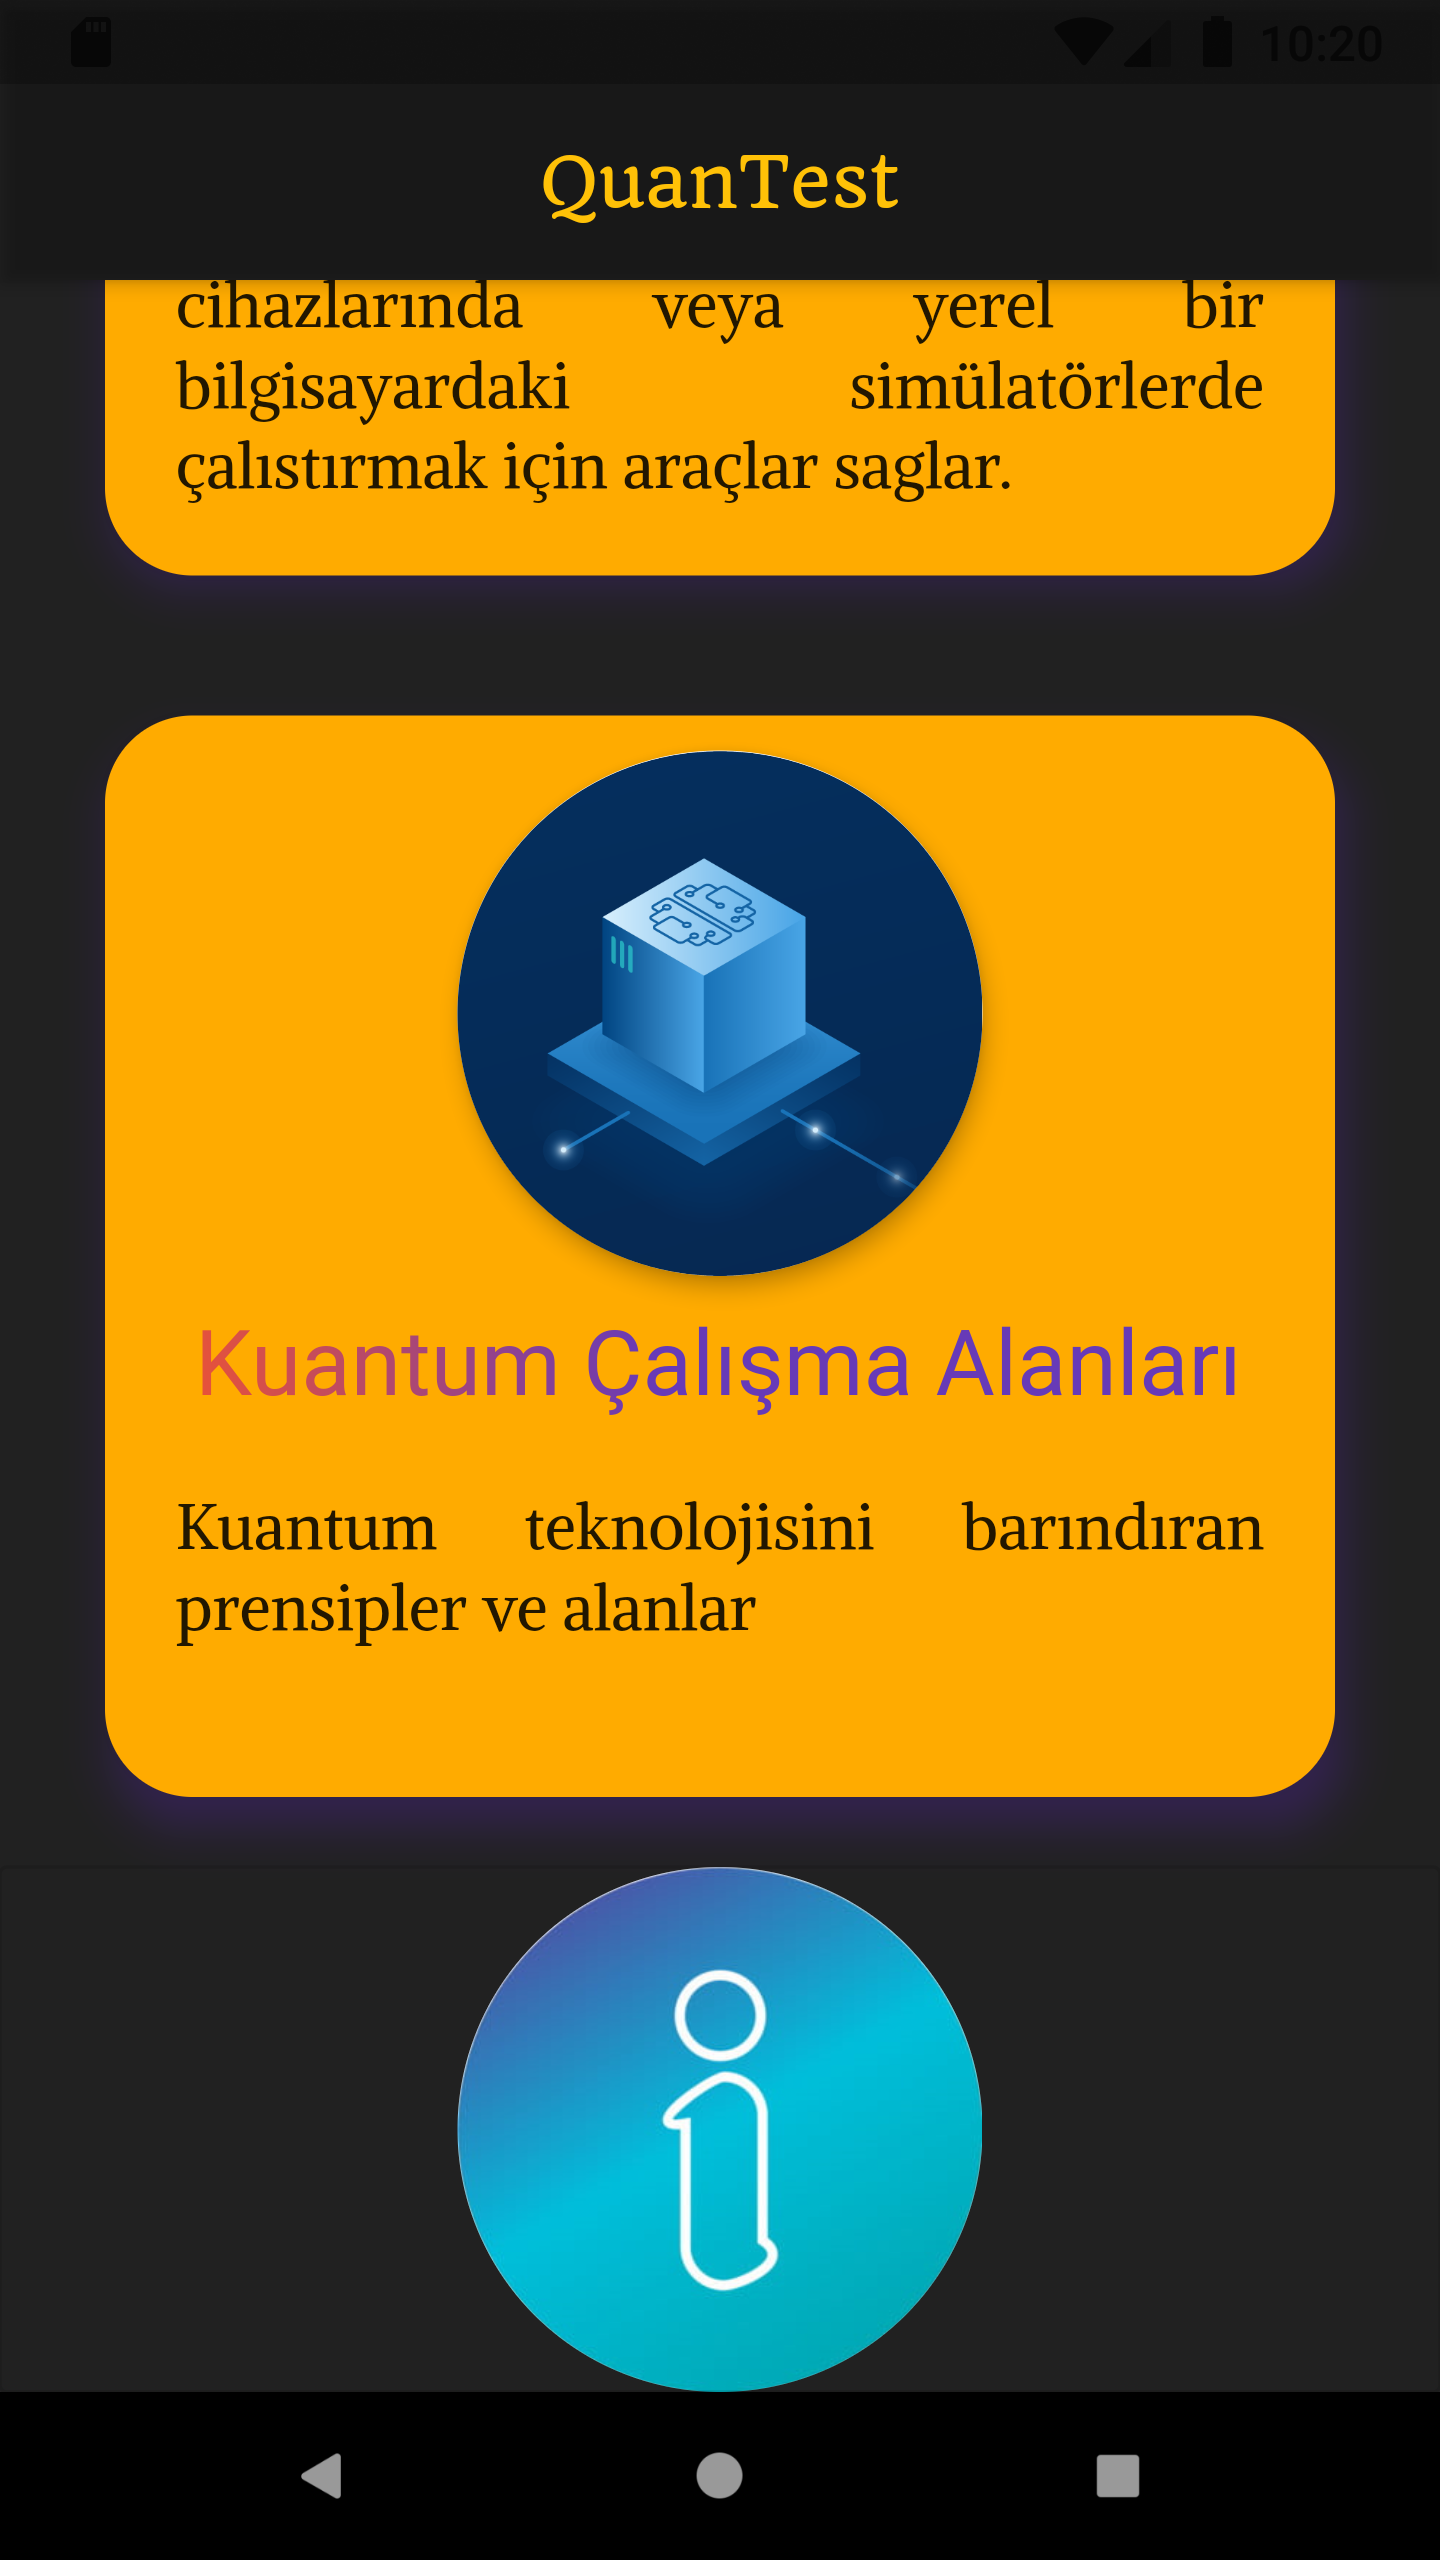 10:20
QuanTest
cihazlarında veya yerel bir
bilgisayardaki simülatörlerde
çalıstırmak için araçlar saglar.
Kuantum Çalışma Alanları
Kuantum teknolojisini barındıran
prensipler ve alanlar